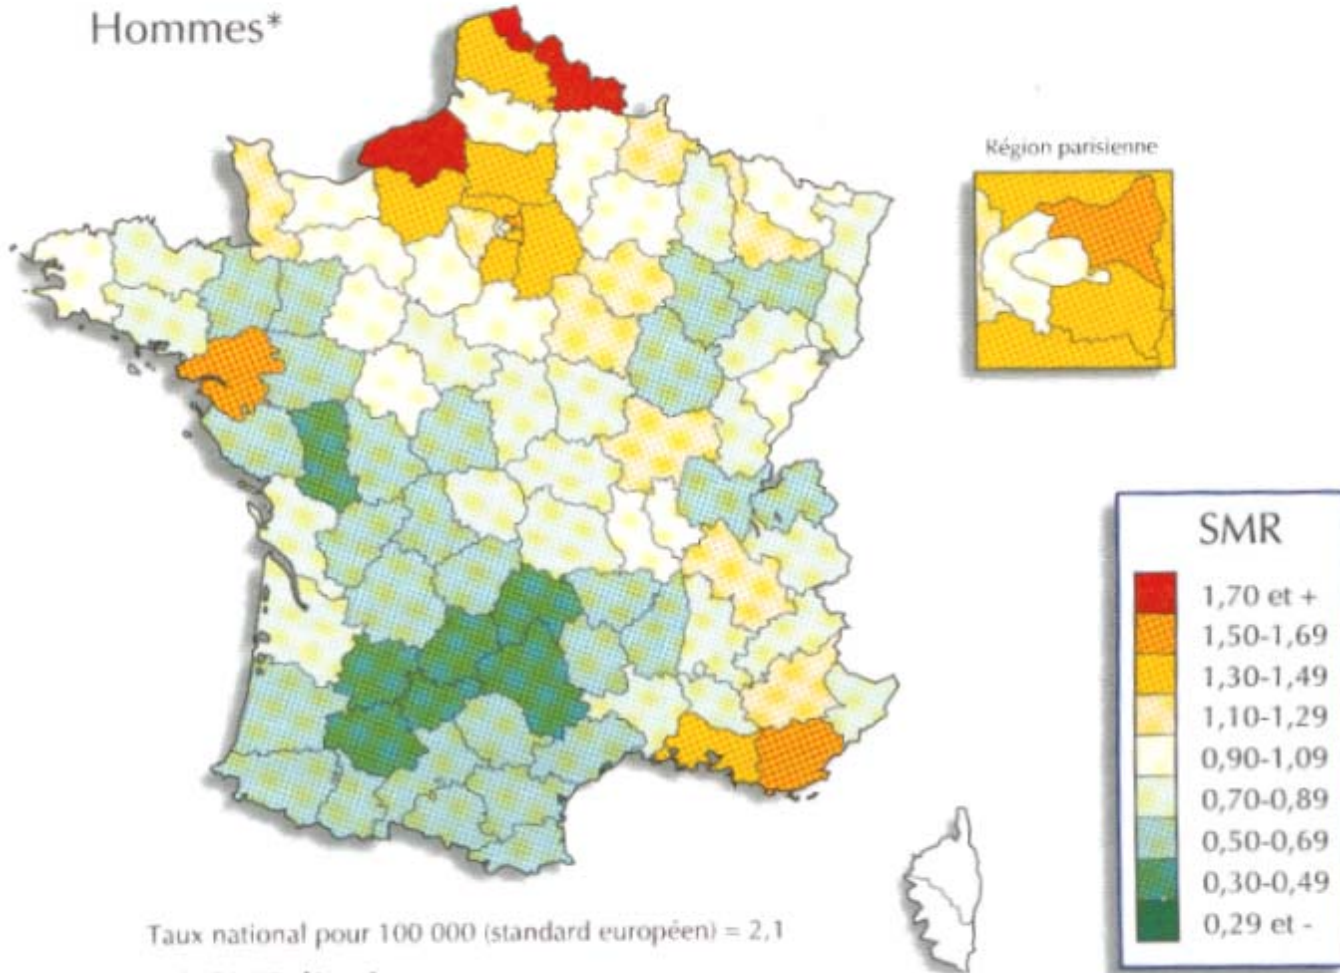 Hommes*
Région parisienne
SMR
1,70 et +
1,50-1,69
1,30-1,49
1,10-1,29
0,90-1,09
0,70-0,89
0,50-0,69
0,30-0,49
0,29 et -
Taux national pour 100 000 (standard européen) = 2,1